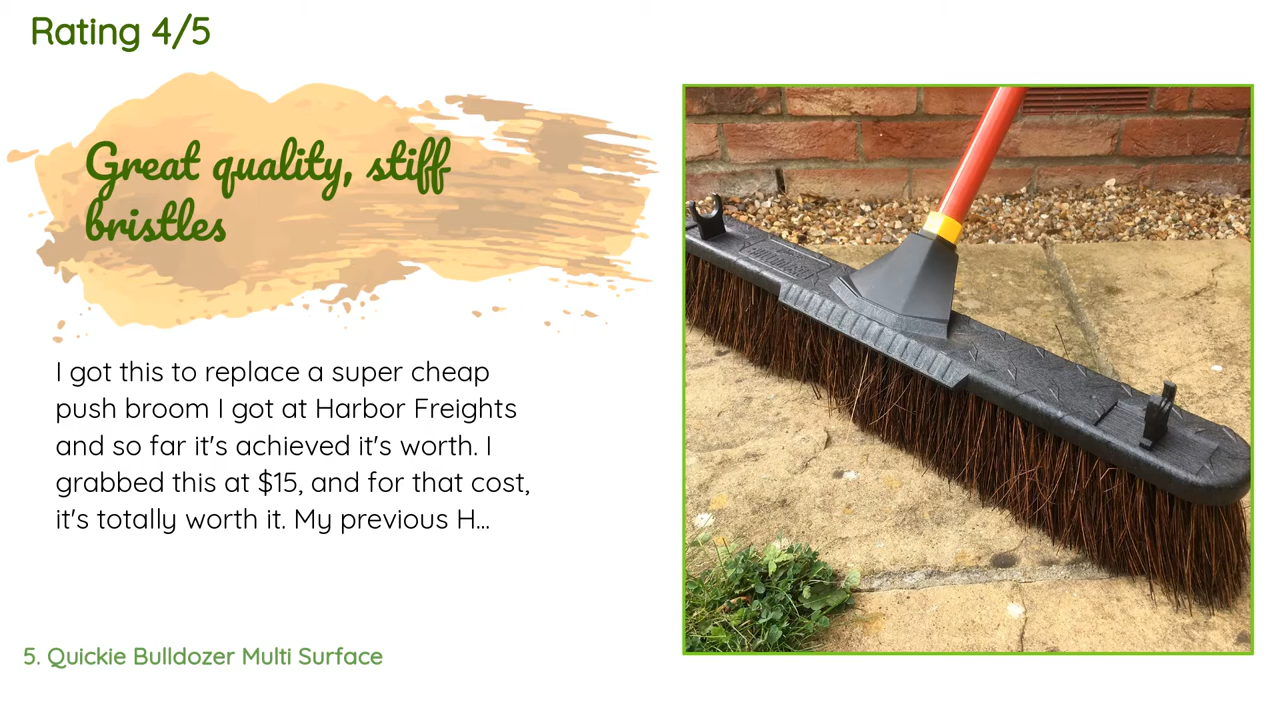 Rating 4/5
Great quality, stiff
bristles
I got this to replace a super cheap
push broom I got at Harbor Freights
and so far it's achieved it's worth. I
grabbed this at $15, and for that cost,
it's totally worth it. My previous H...
5. Quickie Bulldozer Multi Surface